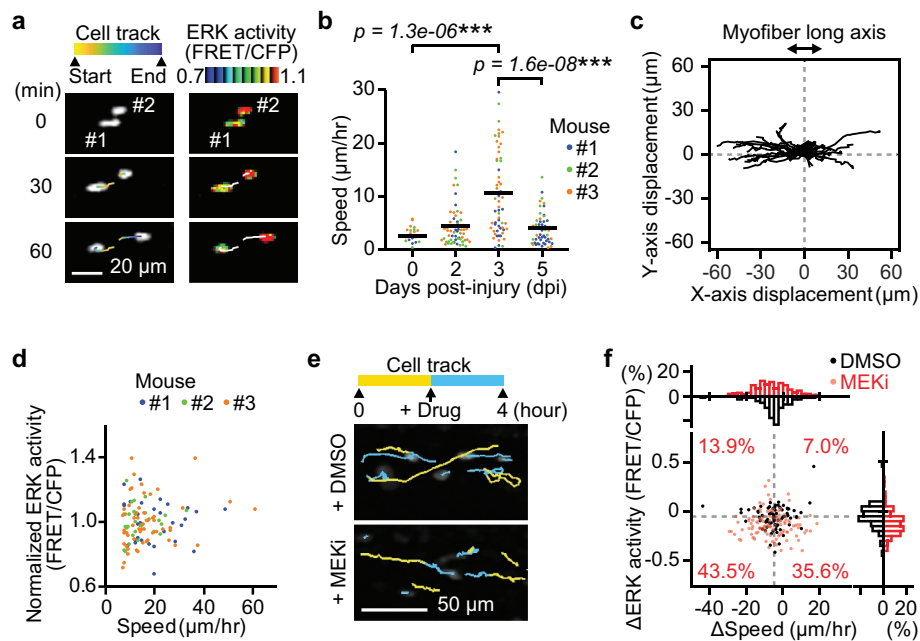 a
Cell track
Start End
ERK activity
(FRET/CFP)
0.7 1.1
(min)
0
#1 #2
30
60
20 µm
b
p = 1.3e-06***
p = 1.6e-08***
Speed (µm/hr)
30
20
10
0
0 2 3 5
Days post-injury (dpi)
Mouse
#1
#2
#3
c
Myofiber long axis
Y-axis displacement (µm)
60
30
0
-30
-60
-60 -30 0 30 60
X-axis displacement (µm)
d
Mouse
#1 #2 #3
Normalized ERK activity
(FRET/CFP)
1.4
1.0
0.6
0 20 40 60
Speed (µm/hr)
e
Cell track
0 + Drug 4 (hour)
+ DMSO
+ MEKi
50 µm
f
DMSO
MEKi
(%)
20
0
13.9% 7.0%
43.5% 35.6%
ΔERK activity (FRET/CFP)
0.5
0
-0.5
-40 -20 0 20
ΔSpeed (µm/hr)
0 20
(%)